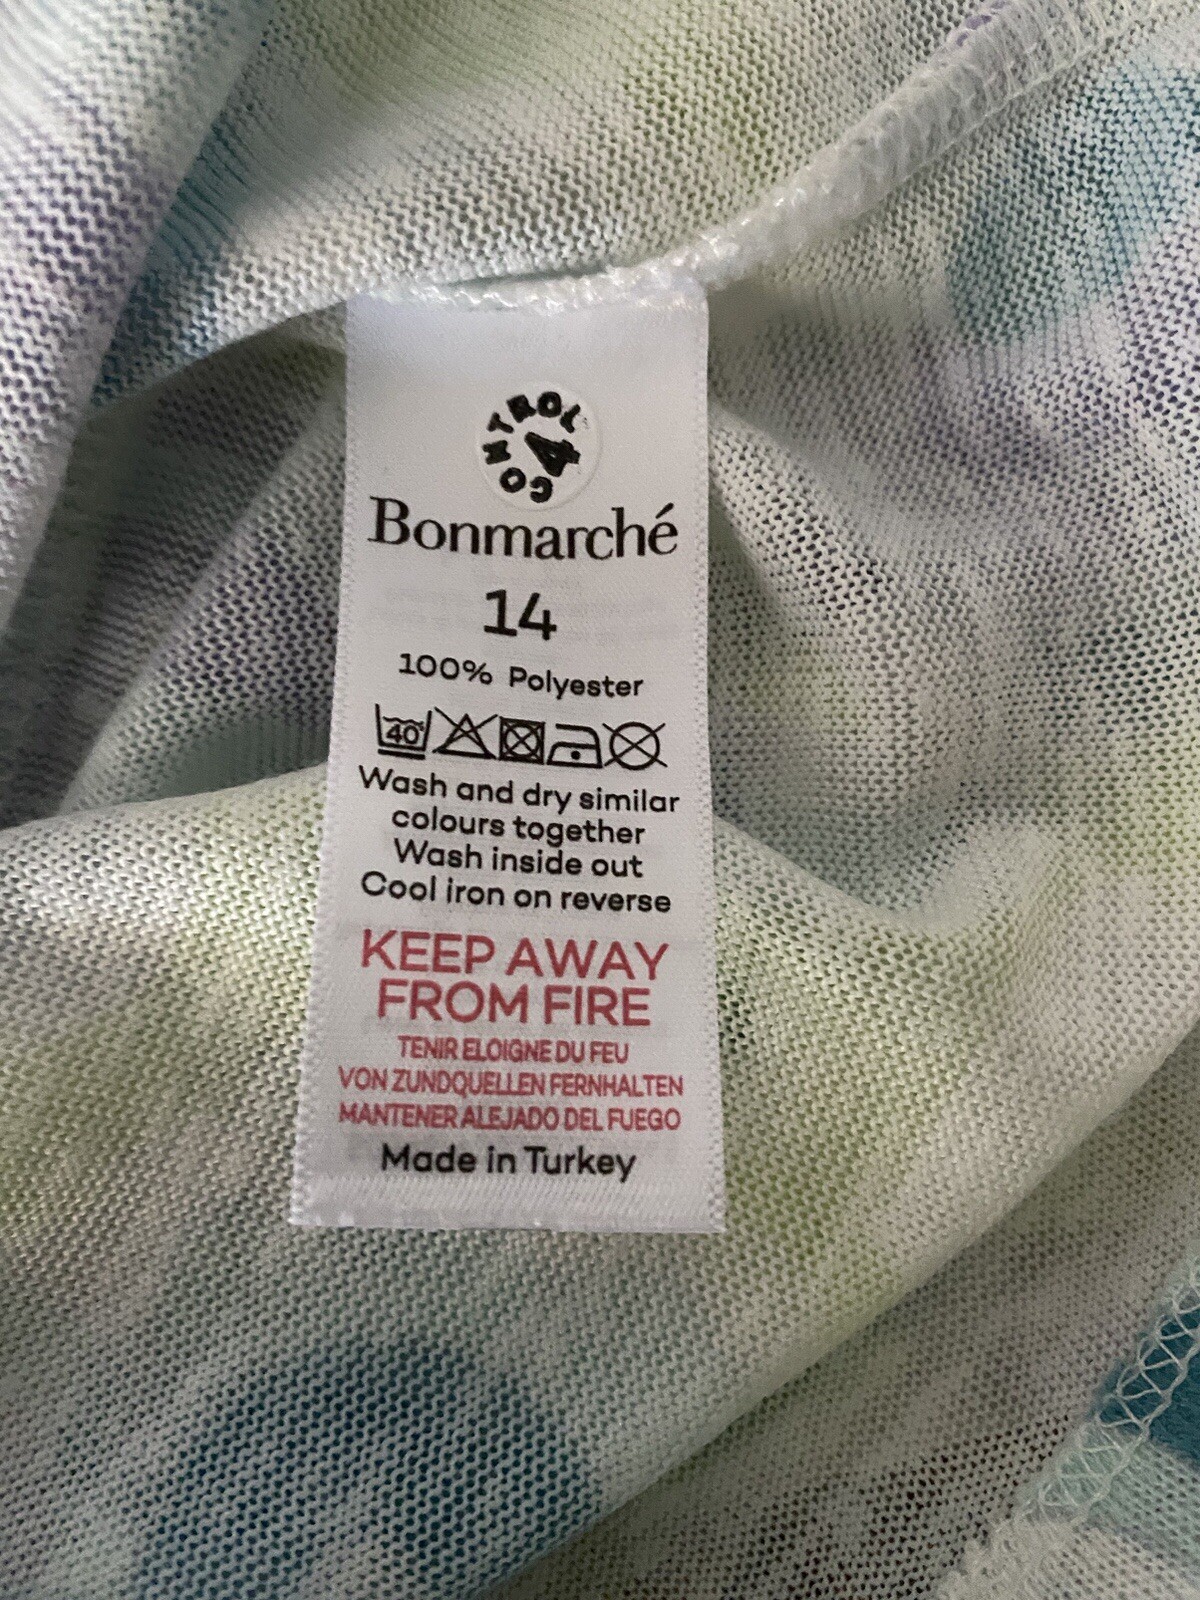 CONTROL
4
Bonmarché
14
100% Polyester
40
Wash and dry similar
colours together
Wash inside out
Cool iron on reverse
KEEP AWAY
FROM FIRE
TENIR ELOIGNE DU FEU
VON ZUNDQUELLEN FERNHALTEN
MANTENER ALEJADO DEL FUEGO
Made in Turkey